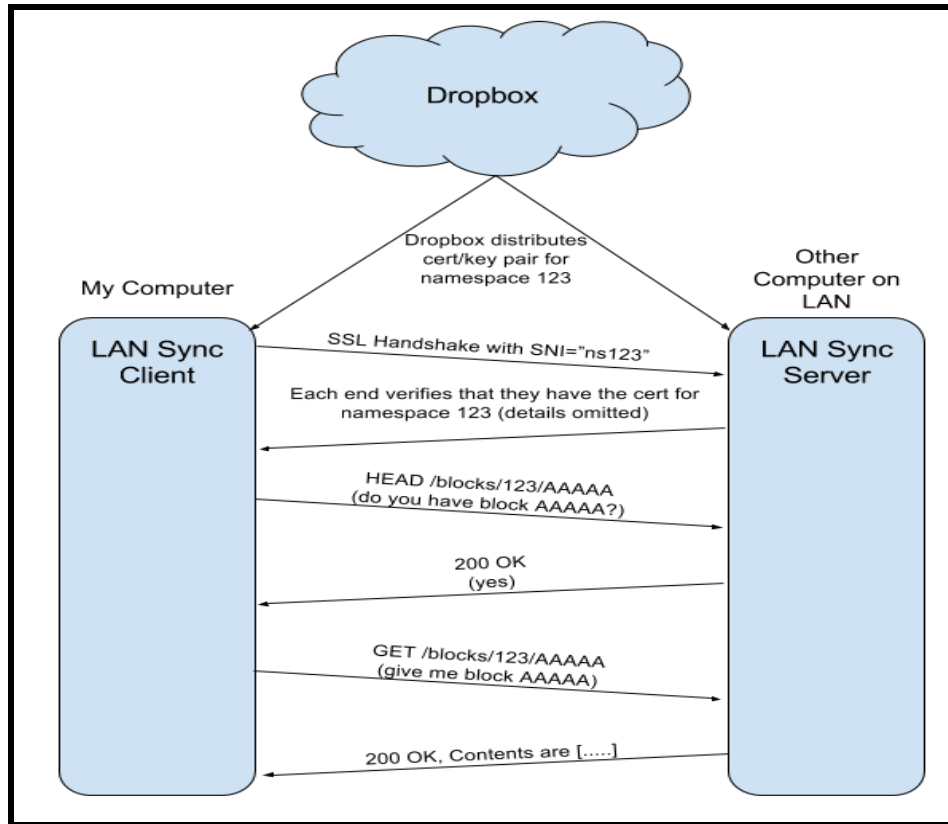 Dropbox
Dropbox distributes
cert/key pair for
namespace 123
My Computer
Other
Computer on
LAN
LAN Sync
Client
LAN Sync
Server
SSL Handshake with SNI="ns123"
Each end verifies that they have the cert for
namespace 123 (details omitted)
HEAD /blocks/123/AAAAA
(do you have block AAAAA?)
200 OK
(yes)
GET /blocks/123/AAAAA
(give me block AAAAA)
200 OK, Contents are [.....]